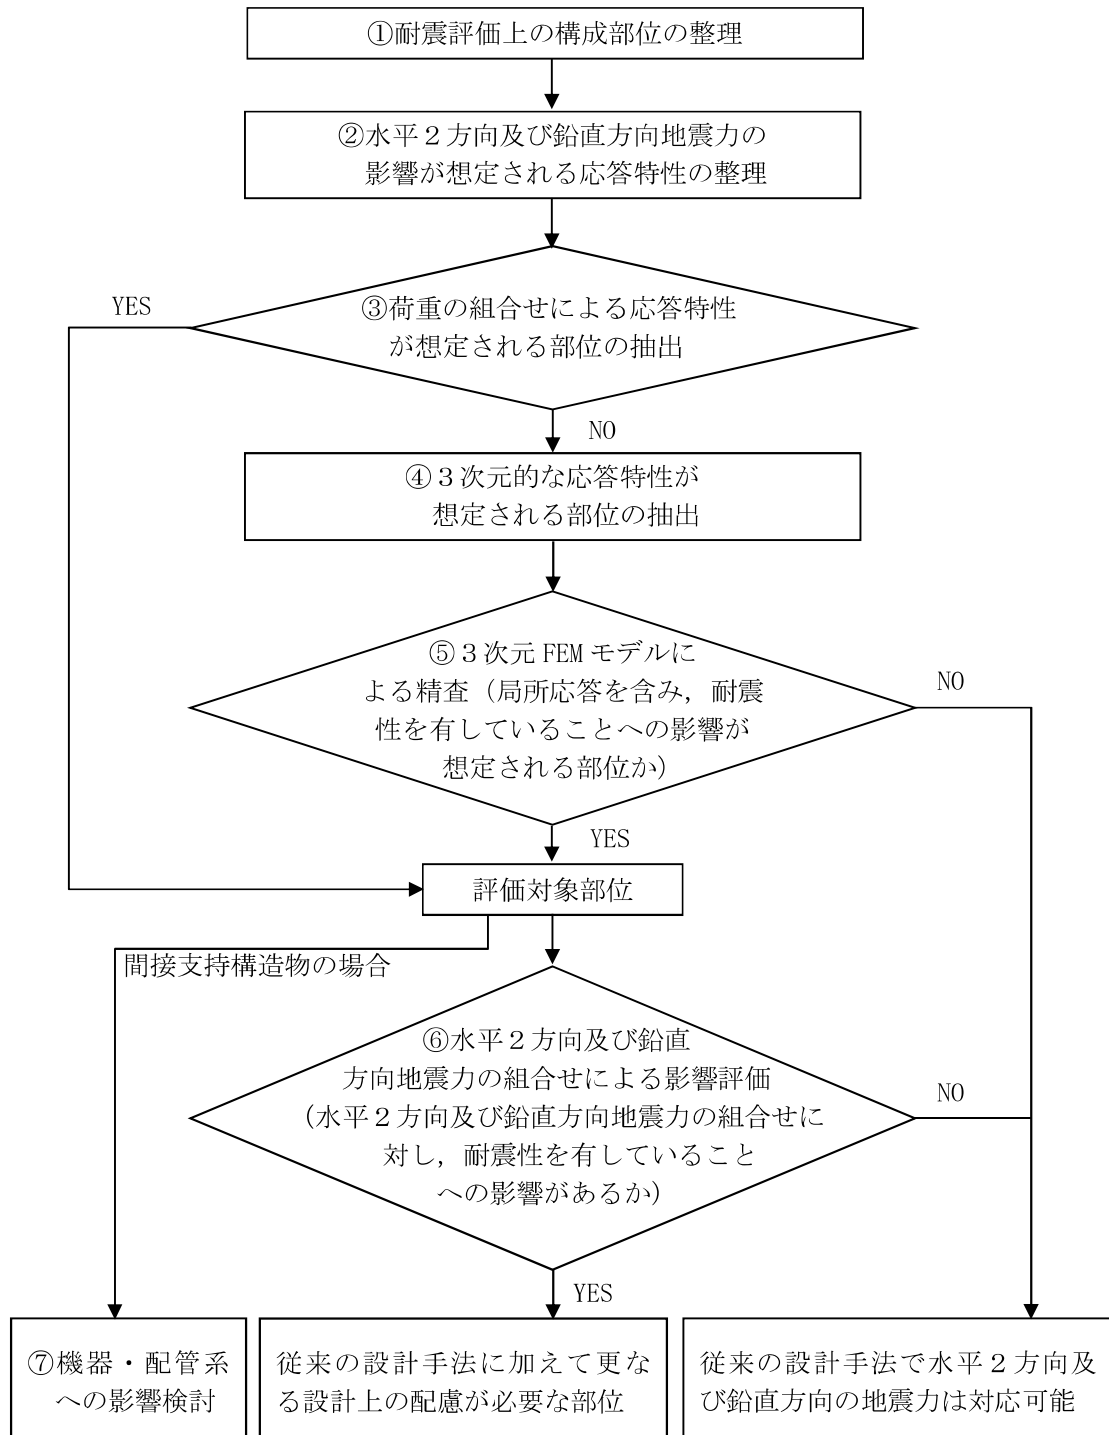 ①耐震評価上の構成部位の整理
②水平２方向及び鉛直方向地震力の
影響が想定される応答特性の整理
YES
③荷重の組合せによる応答特性
が想定される部位の抽出
NO
④３次元的な応答特性が
想定される部位の抽出
⑤３次元 FEM モデルに
よる精査（局所応答を含み，耐震
性を有していることへの影響が
想定される部位か）
NO
YES
評価対象部位
間接支持構造物の場合
⑥水平２方向及び鉛直
方向地震力の組合せによる影響評価
（水平２方向及び鉛直方向地震力の組合せに
対し，耐震性を有していること
への影響があるか）
NO
YES
⑦機器・配管系
への影響検討
従来の設計手法に加えて更な
る設計上の配慮が必要な部位
従来の設計手法で水平２方向及
び鉛直方向の地震力は対応可能